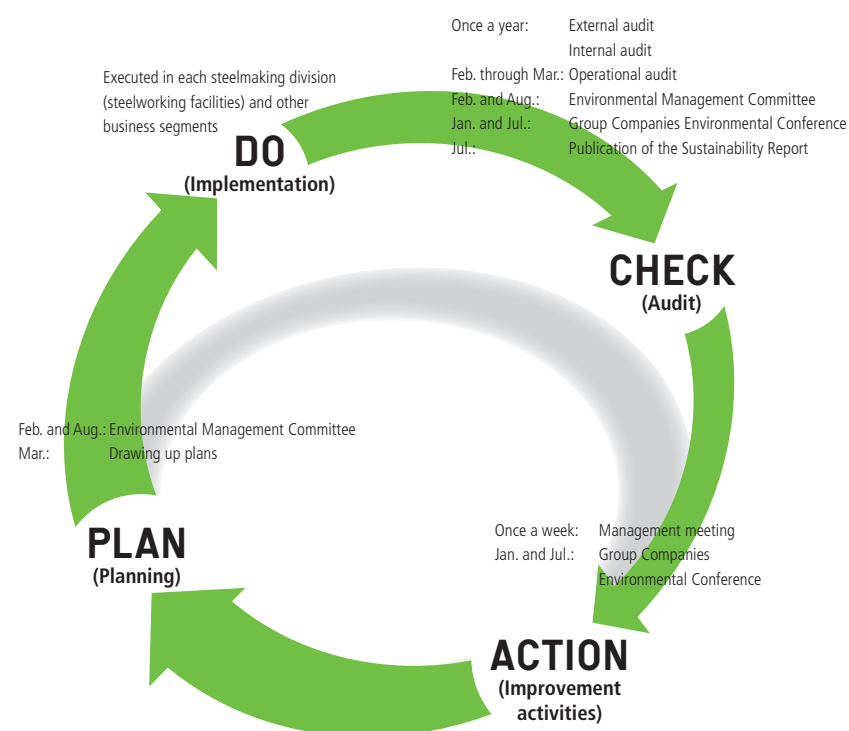 Once a year: External audit
Internal audit
Feb. through Mar.: Operational audit
Feb. and Aug.: Environmental Management Committee
Jan. and Jul.: Group Companies Environmental Conference
Jul.: Publication of the Sustainability Report
Executed in each steelmaking division
(steelworking facilities) and other
business segments
DO
(Implementation)
CHECK
(Audit)
Feb. and Aug.: Environmental Management Committee
Mar.: Drawing up plans
PLAN
(Planning)
Once a week: Management meeting
Jan. and Jul.: Group Companies
Environmental Conference
ACTION
(Improvement
activities)